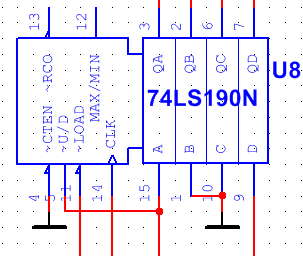 13 12 3 2 6 7
~RCO MAX/MIN QA QB QC QD
U8
74LS190N
~CTEN ~U/D ~LOAD CLK A B C D
4 5 11 14 15 1 10 9